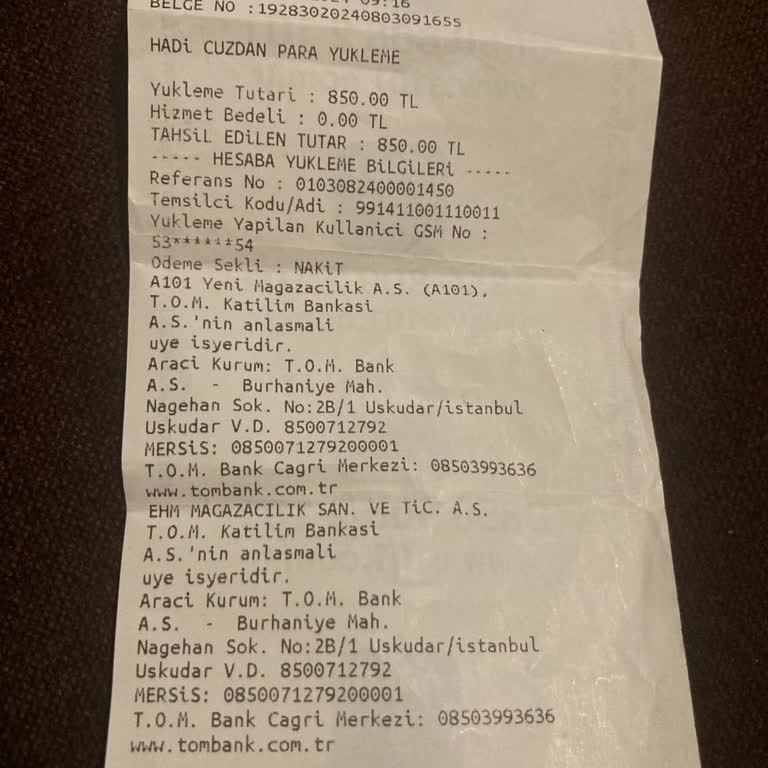 09:16
BELGE NO :19283020240803091655
HADi CUZDAN PARA YUKLEME
Yukleme Tutari : 850.00 TL
Hizmet Bedeli : 0.00 TL
TAHSiL EDiLEN TUTAR : 850.00 TL
----- HESABA YUKLEME BiLGiLERi -----
Referans No : 0103082400001450
Temsilci Kodu/Adi : 991411001110011
Yukleme Yapilan Kullanici GSM No :
53******54
Odeme Sekli : NAKiT
A101 Yeni Magazacilik A.S. (A101),
T.O.M. Katilim Bankasi
A.S.'nin anlasmali
uye isyeridir.
Araci Kurum: T.O.M. Bank
A.S. - Burhaniye Mah.
Nagehan Sok. No:2B/1 Uskudar/istanbul
Uskudar V.D. 8500712792
MERSiS: 0850071279200001
T.O.M. Bank Cagri Merkezi: 08503993636
www.tombank.com.tr
EHM MAGAZACILIK SAN. VE TiC. A.S.
T.O.M. Katilim Bankasi
A.S.'nin anlasmali
uye isyeridir.
Araci Kurum: T.O.M. Bank
A.S. - Burhaniye Mah.
Nagehan Sok. No:2B/1 Uskudar/istanbul
Uskudar V.D. 8500712792
MERSiS: 0850071279200001
T.O.M. Bank Cagri Merkezi: 08503993636
www.tombank.com.tr